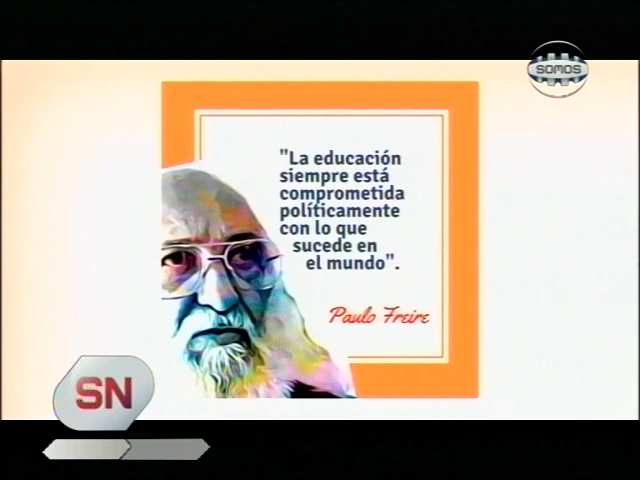 SOMOS
"La educación
siempre está
comprometida
políticamente
con lo que
sucede en
el mundo".
Paulo Freire
SN